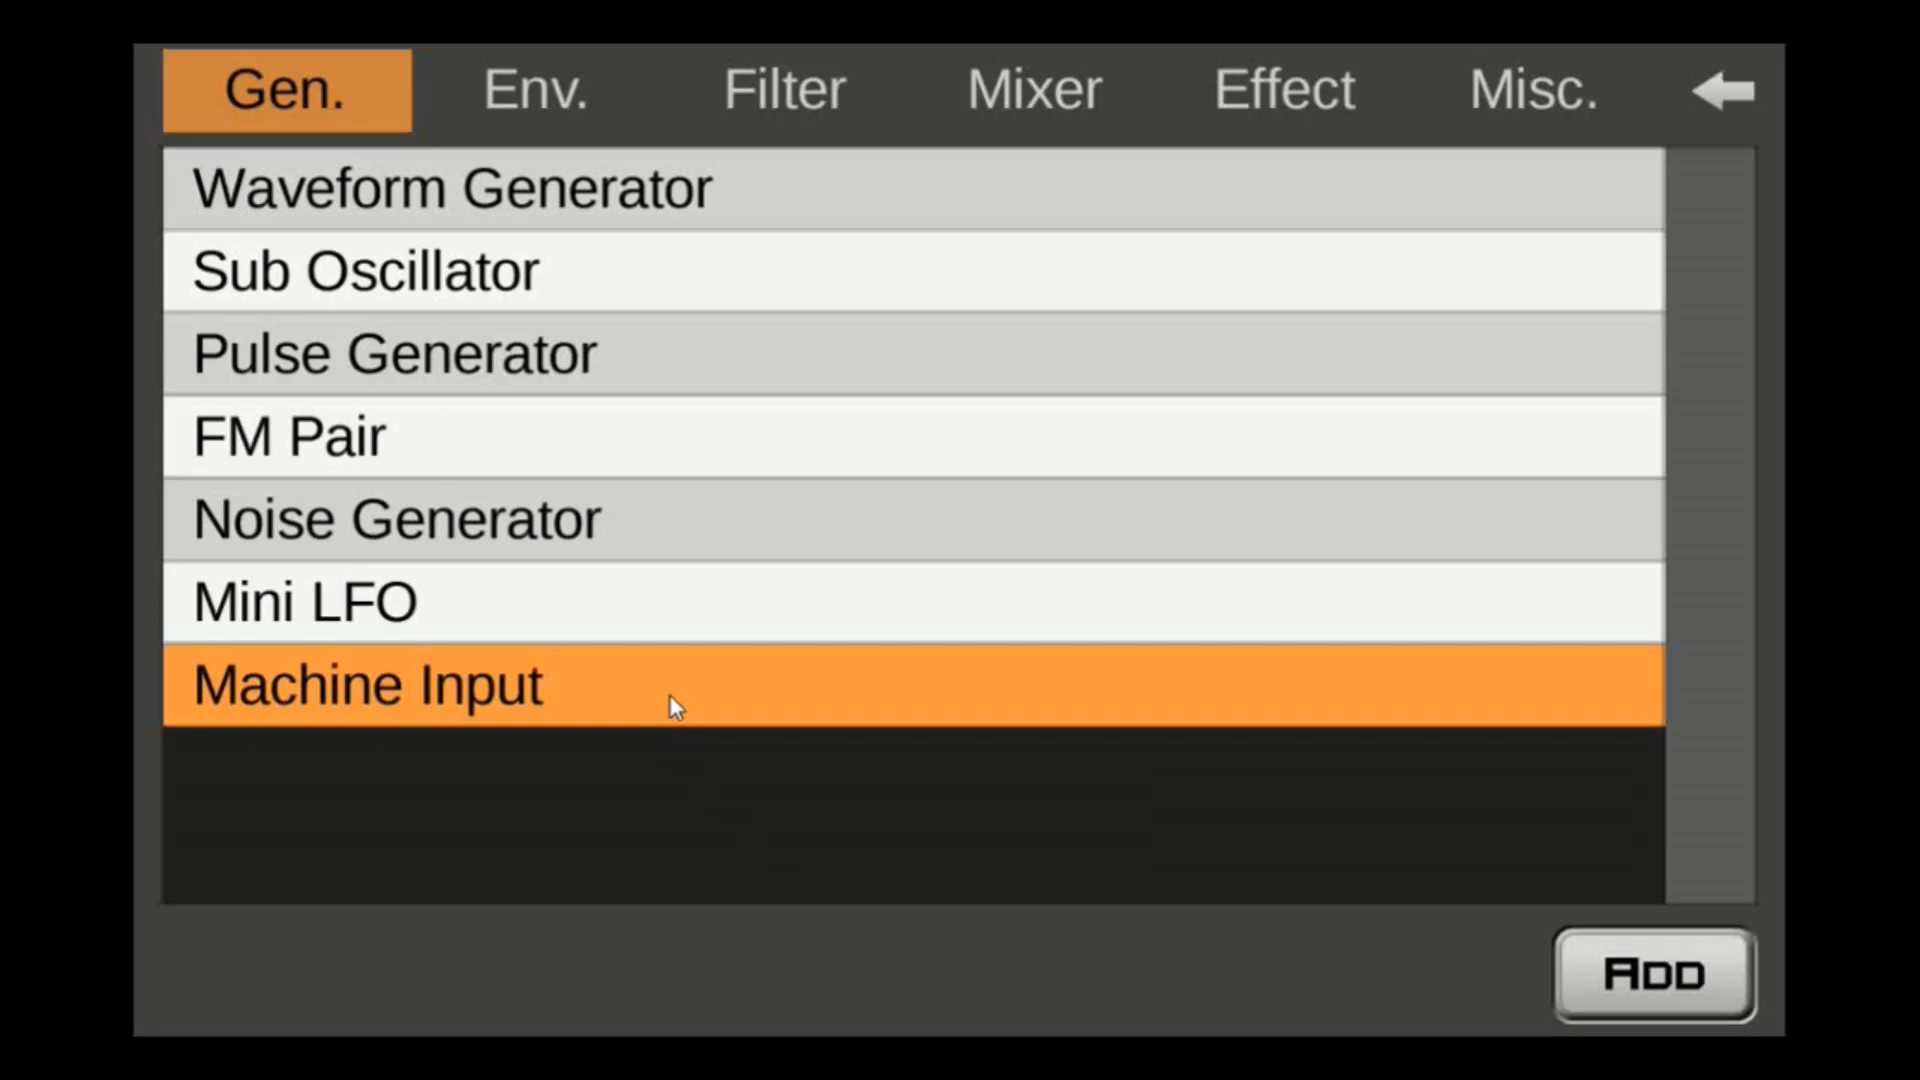 Gen. Env. Filter Mixer Effect Misc.
Waveform Generator
Sub Oscillator
Pulse Generator
FM Pair
Noise Generator
Mini LFO
Machine Input
ADD